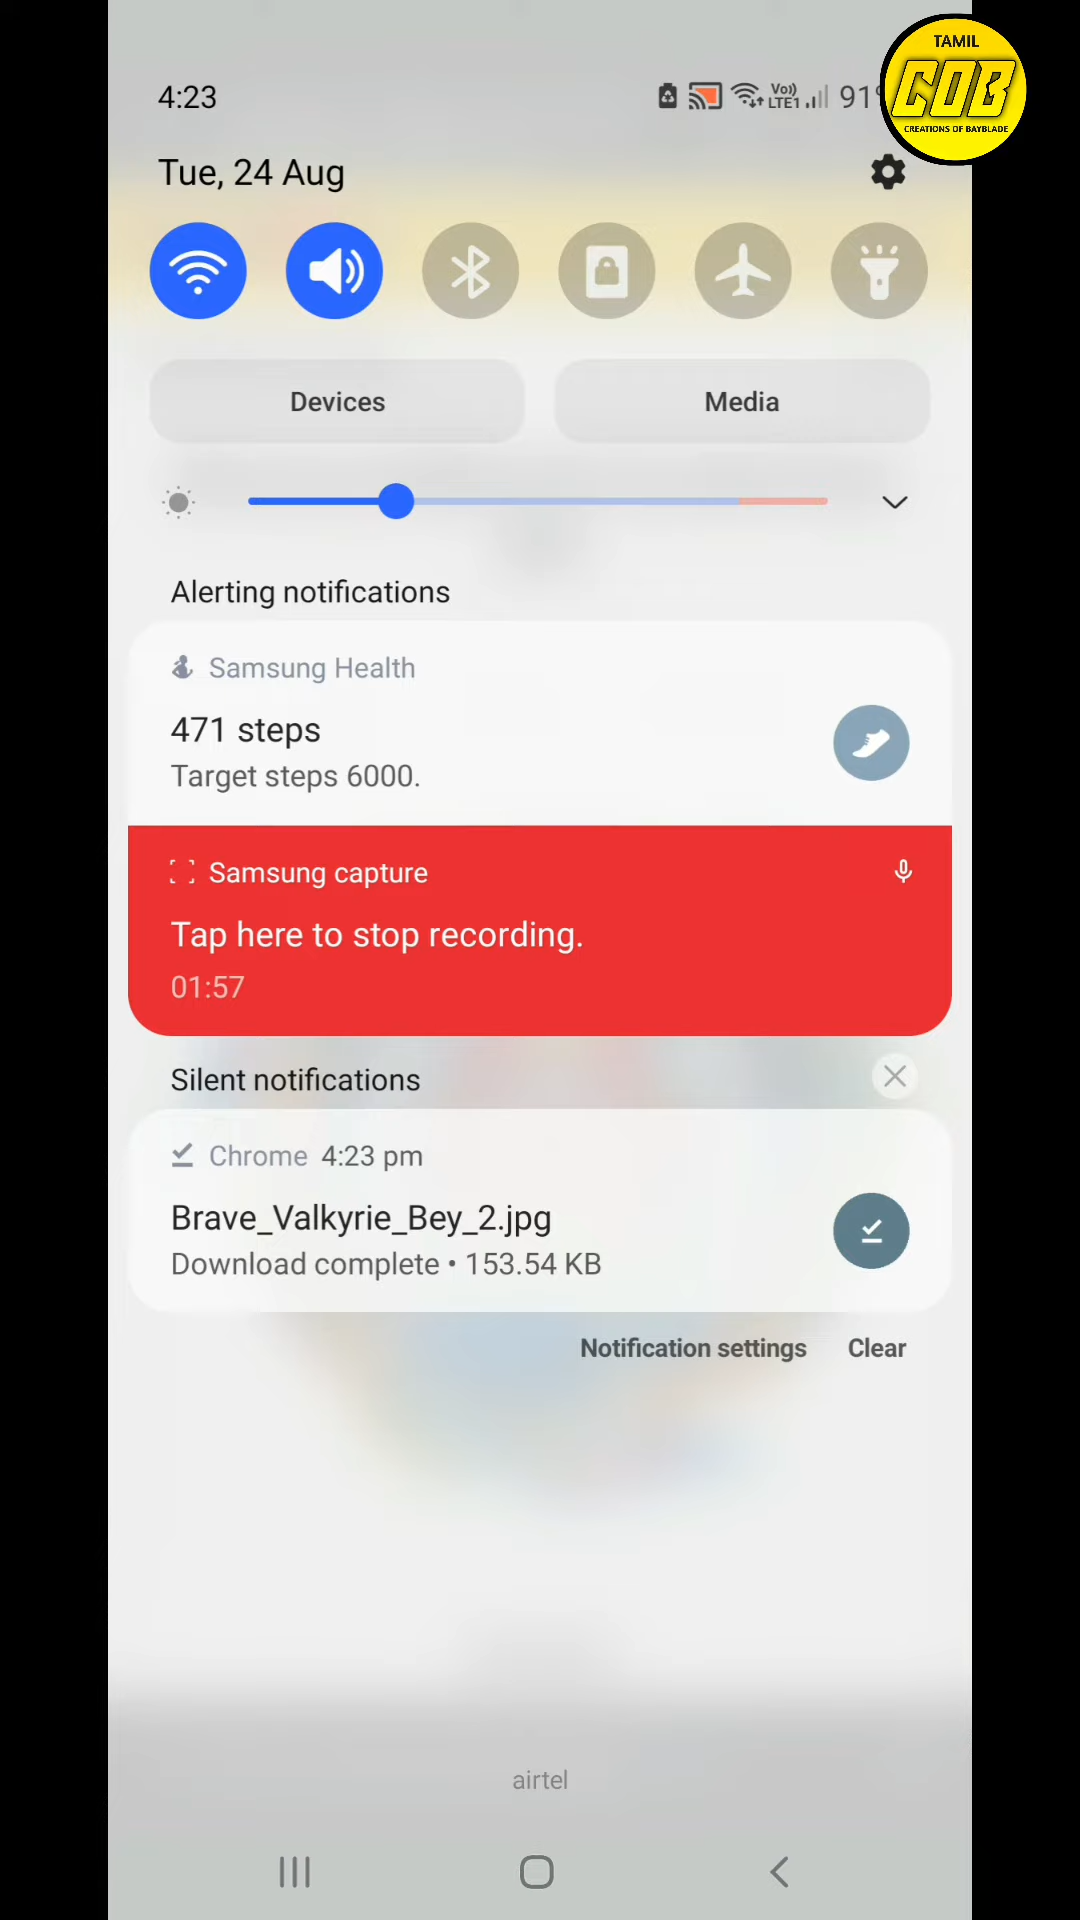 TAMIL
COB
CREATIONS OF BAYBLADE
4:23
Vo))
LTE1
91
Tue, 24 Aug
Devices
Media
Alerting notifications
Samsung Health
471 steps
Target steps 6000.
Samsung capture
Tap here to stop recording.
01:57
Silent notifications
Chrome 4:23 pm
Brave_Valkyrie_Bey_2.jpg
Download complete • 153.54 KB
Notification settings
Clear
airtel